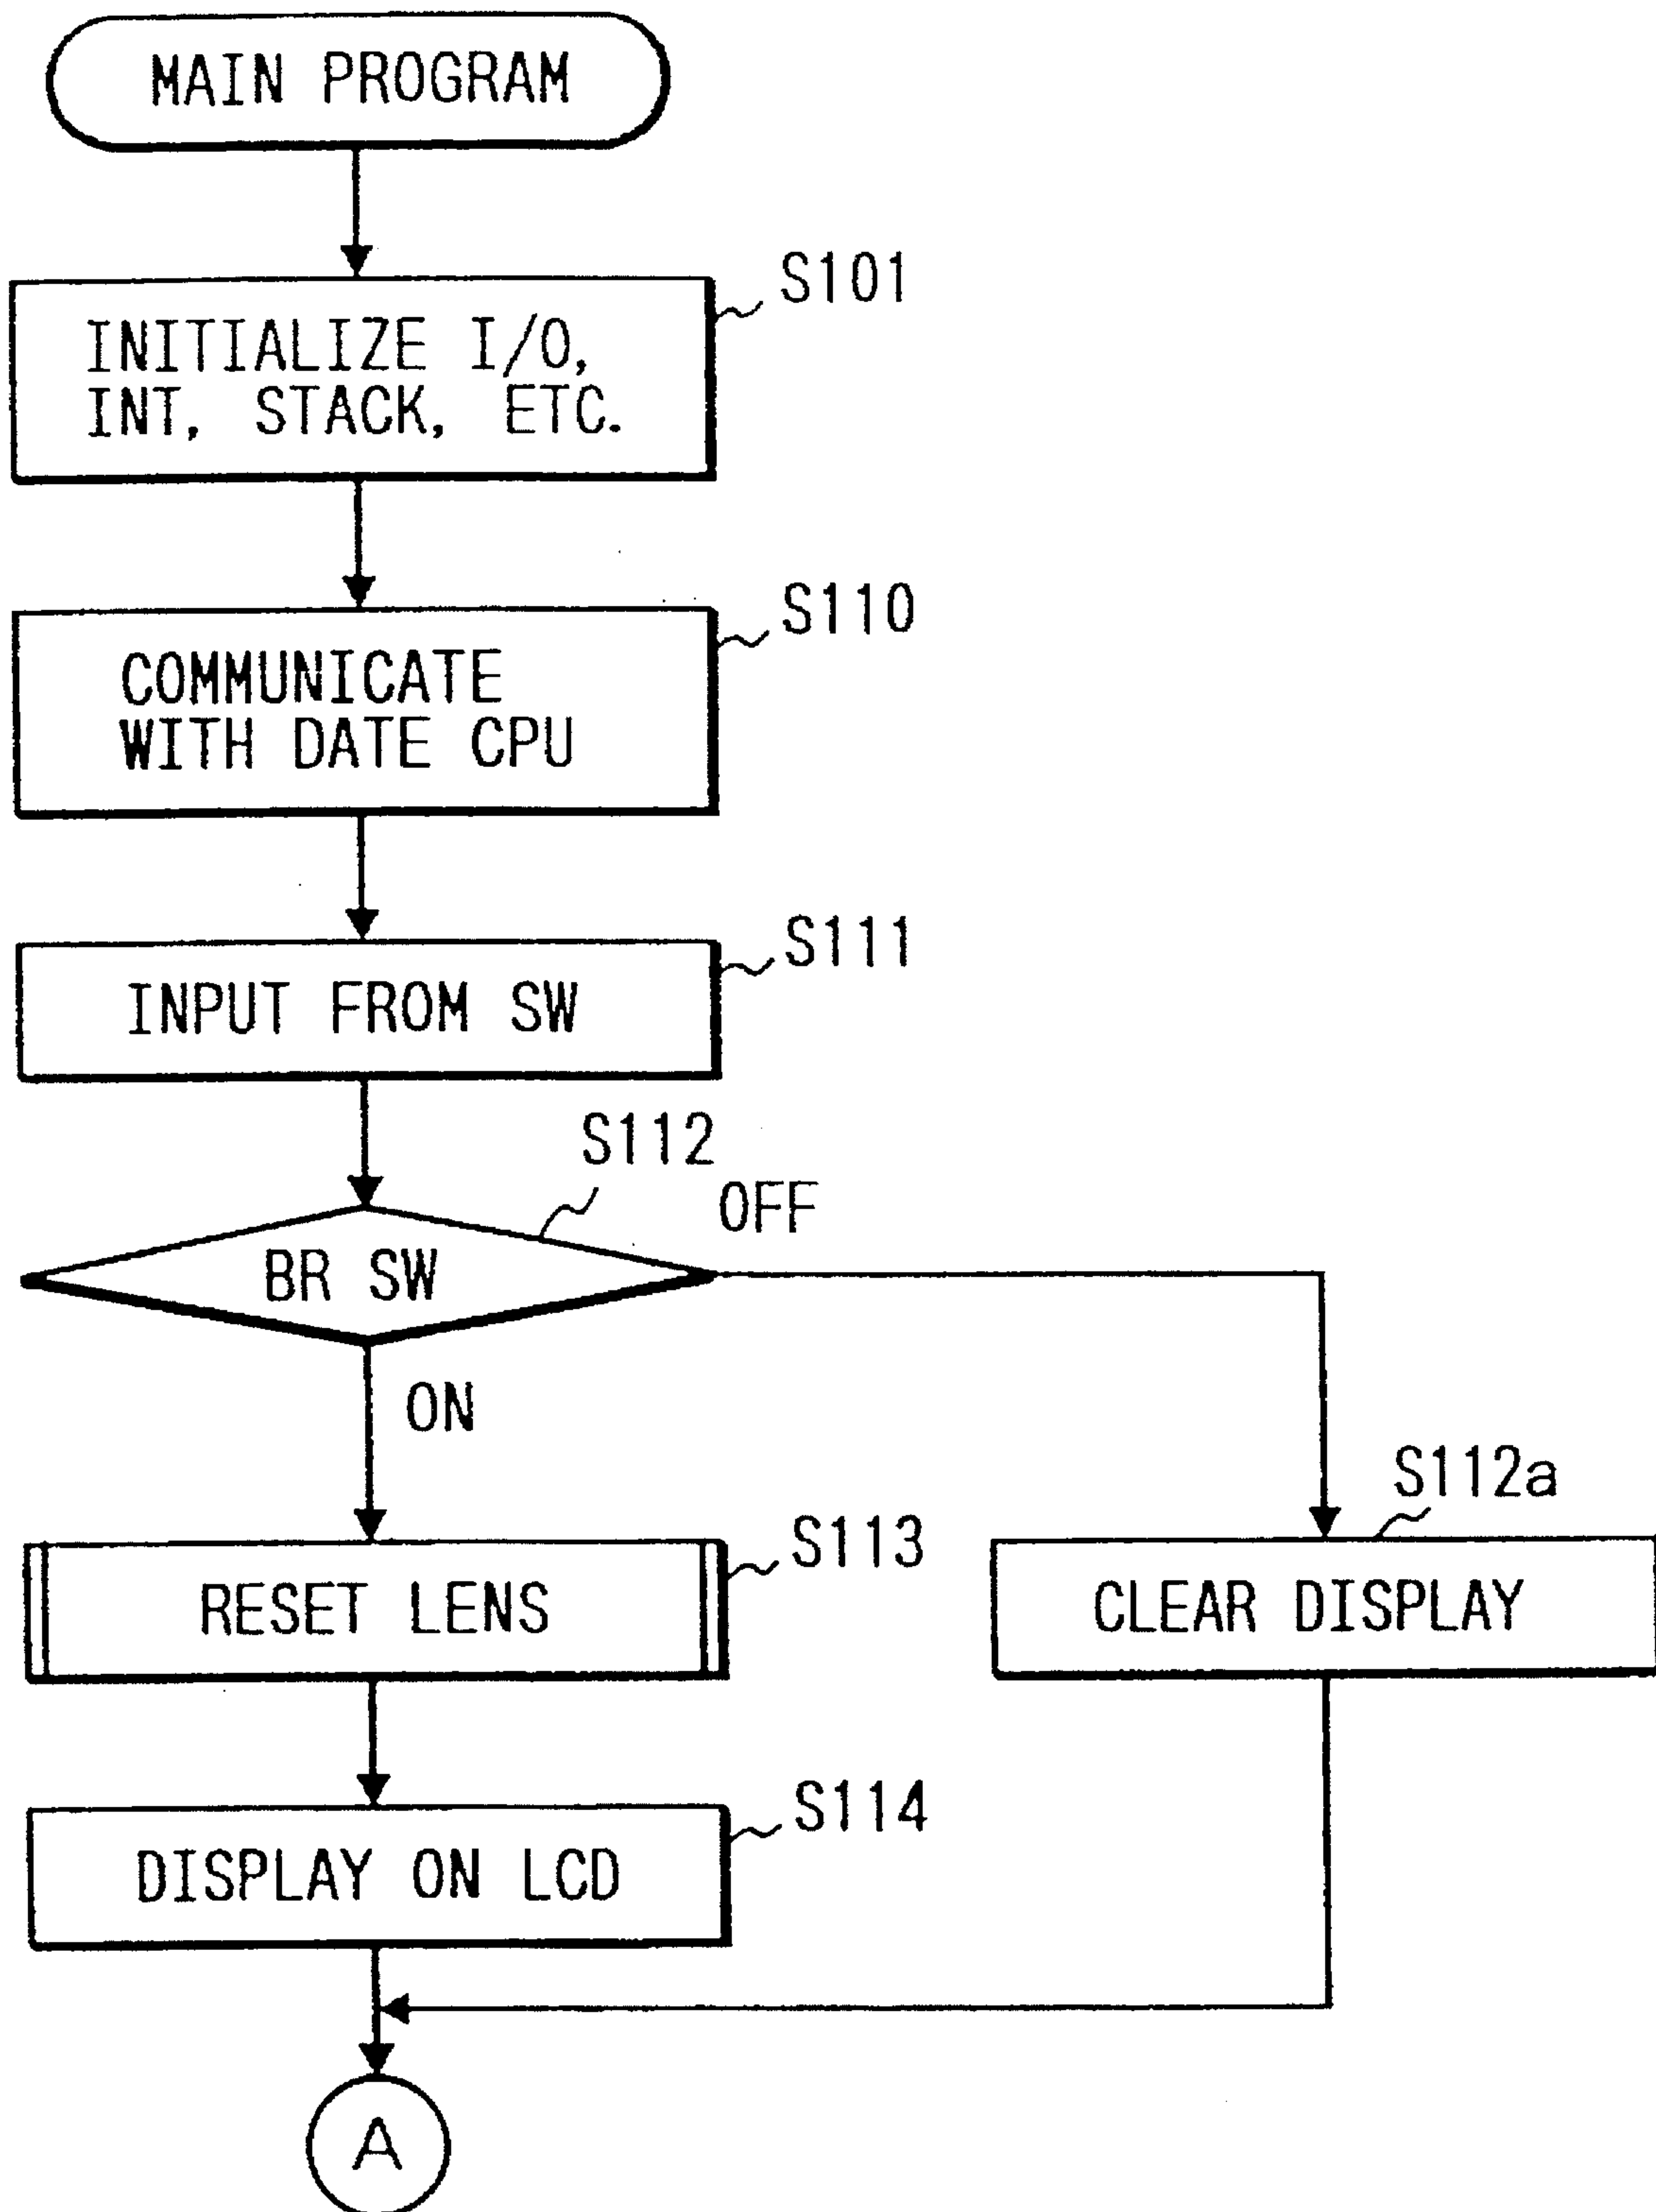 MAIN PROGRAM
S101
INITIALIZE I/O,
INT, STACK, ETC.
S110
COMMUNICATE
WITH DATE CPU
S111
INPUT FROM SW
S112
OFF
BR SW
ON
S113
RESET LENS
S112a
CLEAR DISPLAY
S114
DISPLAY ON LCD
A